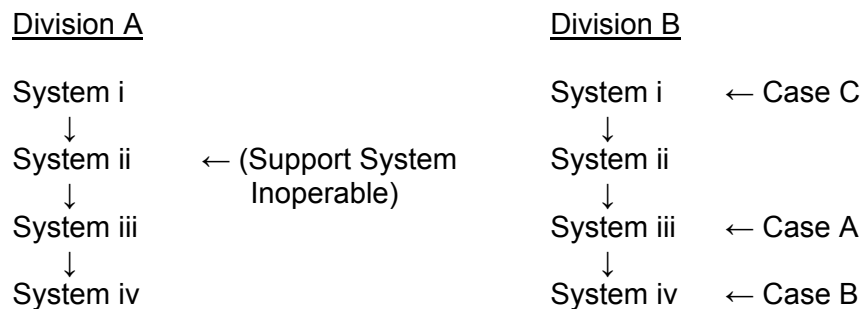 Division A Division B
System i System i ← Case C
↓ ↓
System ii ← (Support System System ii
Inoperable)
↓ ↓
System iii System iii ← Case A
↓ ↓
System iv System iv ← Case B